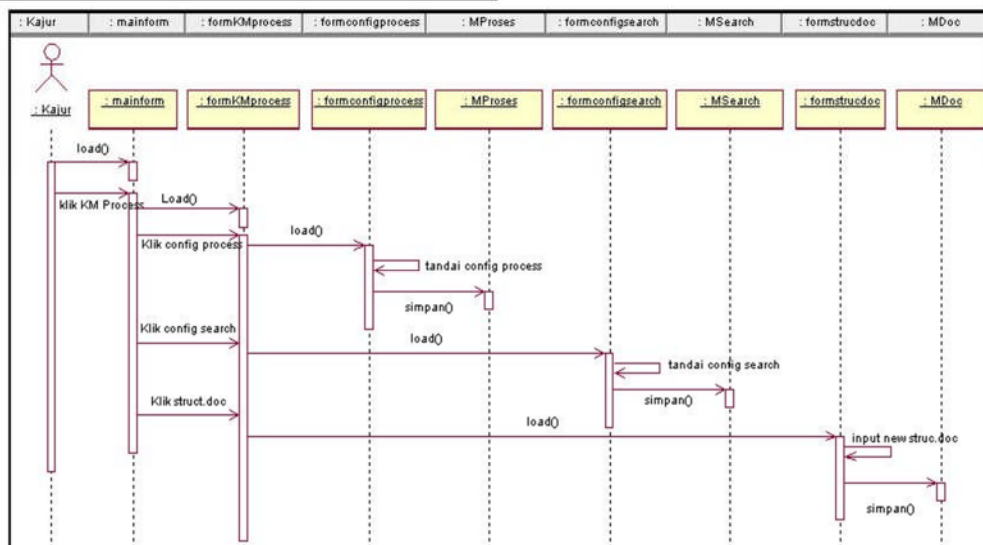 : Kajur
: mainform
: formKMprocess
: formconfigprocess
: MProses
: formconfigsearch
: MSearch
: formstrucdoc
: MDoc
: Kajur
: mainform
: formKMprocess
: formconfigprocess
: MProses
: formconfigsearch
: MSearch
: formstrucdoc
: MDoc
load()
klik KM Process
Load()
Klik config process
load()
tandai config process
simpan()
Klik config search
load()
tandai config search
simpan()
Klik struct.doc
load()
input new struc.doc
simpan()